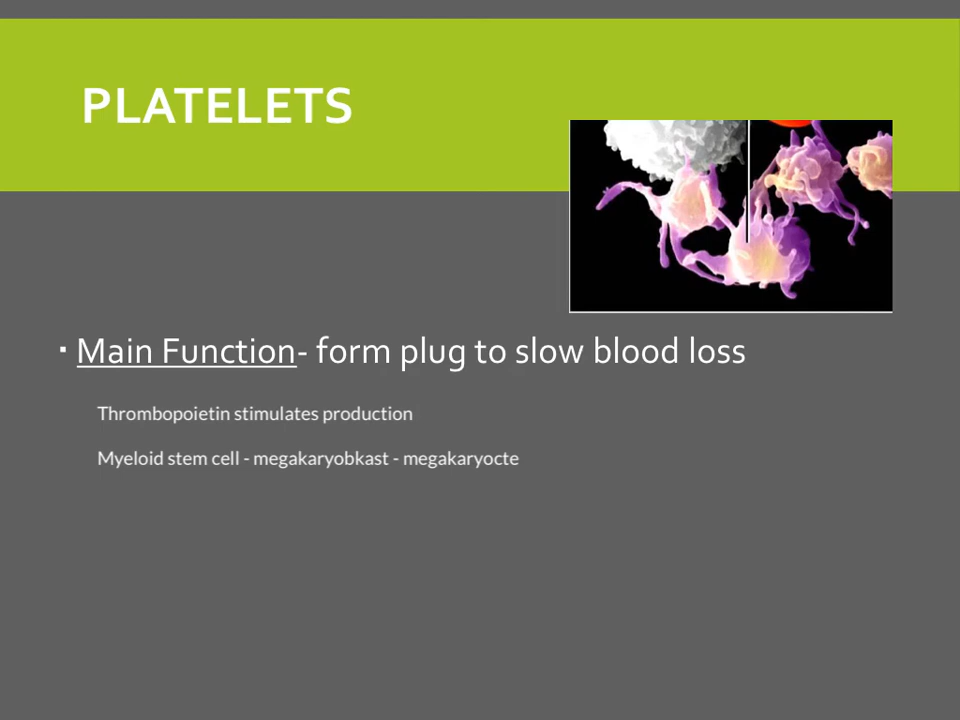 PLATELETS
▪ Main Function- form plug to slow blood loss
Thrombopoietin stimulates production
Myeloid stem cell - megakaryobkast - megakaryocte